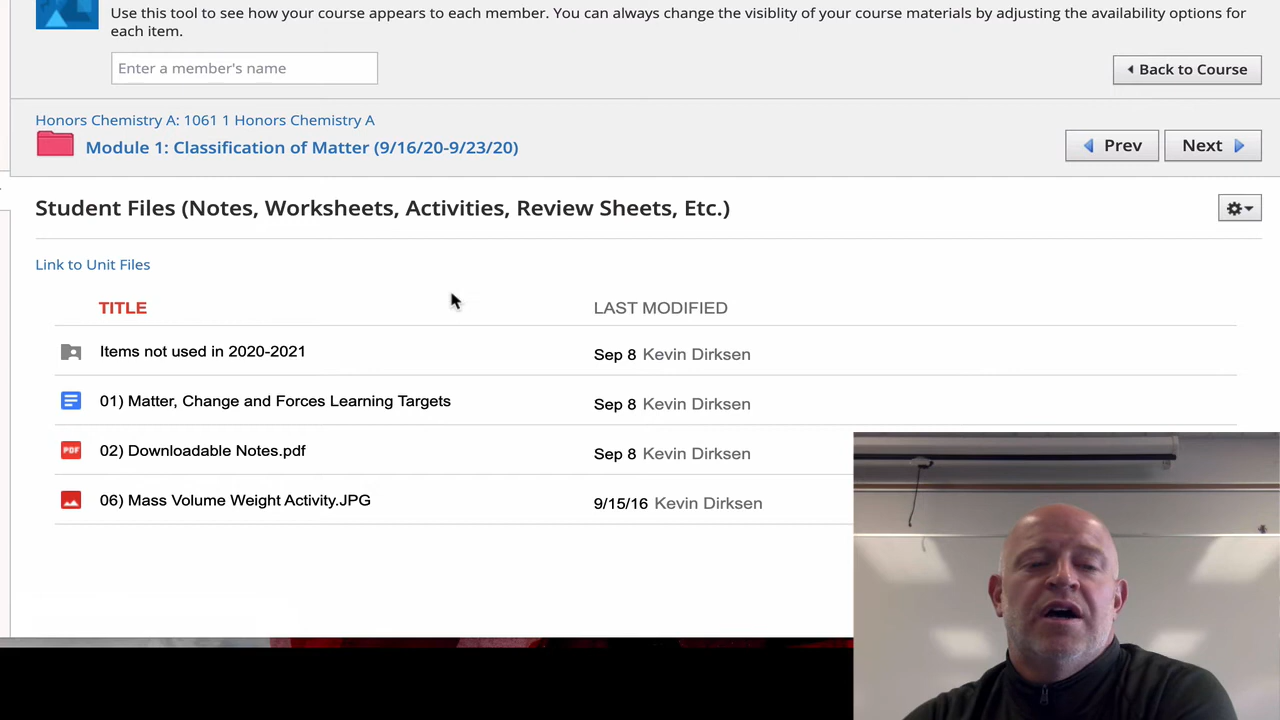 Use this tool to see how your course appears to each member. You can always change the visiblity of your course materials by adjusting the availability options for
each item.
Enter a member's name
Back to Course
Honors Chemistry A: 1061 1 Honors Chemistry A
Module 1: Classification of Matter (9/16/20-9/23/20)
Prev
Next
Student Files (Notes, Worksheets, Activities, Review Sheets, Etc.)
Link to Unit Files
TITLE LAST MODIFIED
Items not used in 2020-2021 Sep 8 Kevin Dirksen
01) Matter, Change and Forces Learning Targets Sep 8 Kevin Dirksen
PDF 02) Downloadable Notes.pdf Sep 8 Kevin Dirksen
06) Mass Volume Weight Activity.JPG 9/15/16 Kevin Dirksen